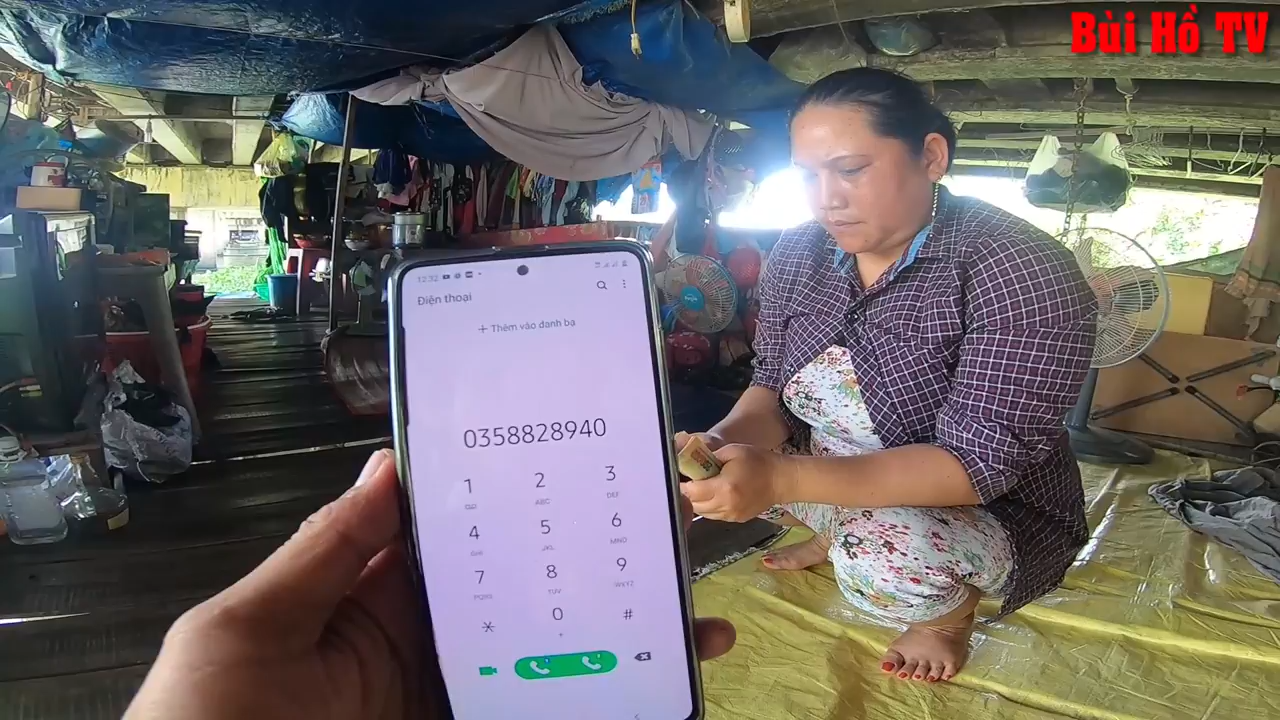 Bùi Hồ TV
12:32
Điện thoại
+ Thêm vào danh bạ
0358828940
1
2
ABC
3
DEF
4
GHI
5
JKL
6
MNO
7
PQRS
8
TUV
9
WXYZ
*
0
+
#